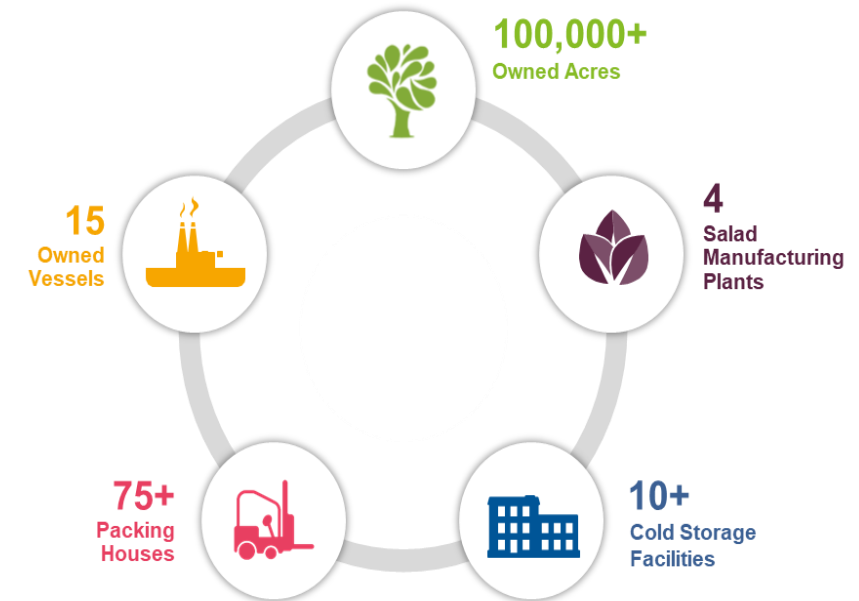 100,000+
Owned Acres
4
Salad
Manufacturing
Plants
10+
Cold Storage
Facilities
75+
Packing
Houses
15
Owned
Vessels